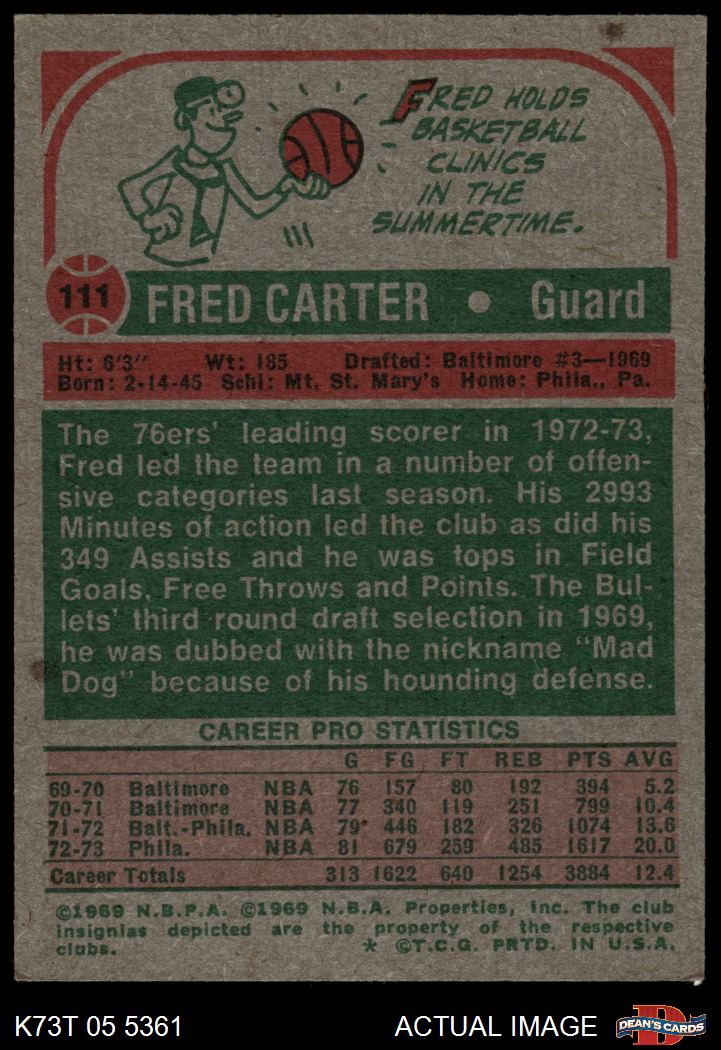 FRED HOLDS
BASKETBALL
CLINICS
IN THE
SUMMERTIME.
111 FRED CARTER • Guard
Ht: 6'3" Wt: 185 Drafted: Baltimore #3—1969
Born: 2-14-45 Schl: Mt. St. Mary's Home: Phila., Pa.
The 76ers' leading scorer in 1972-73,
Fred led the team in a number of offen-
sive categories last season. His 2993
Minutes of action led the club as did his
349 Assists and he was tops in Field
Goals, Free Throws and Points. The Bul-
lets' third round draft selection in 1969,
he was dubbed with the nickname "Mad
Dog" because of his hounding defense.
CAREER PRO STATISTICS
G FG FT REB PTS AVG
69-70 Baltimore NBA 76 157 80 192 394 5.2
70-71 Baltimore NBA 77 340 119 251 799 10.4
71-72 Balt.-Phila. NBA 79 446 182 326 1074 13.6
72-73 Phila. NBA 81 679 259 485 1617 20.0
Career Totals 313 1622 640 1254 3884 12.4
©1969 N.B.P.A. ©1969 N.B.A. Properties, Inc. The club
insignias depicted are the property of the respective
clubs. * ©T.C.G. PRTD. IN U.S.A.
K73T 05 5361 ACTUAL IMAGE D DEAN'S CARDS